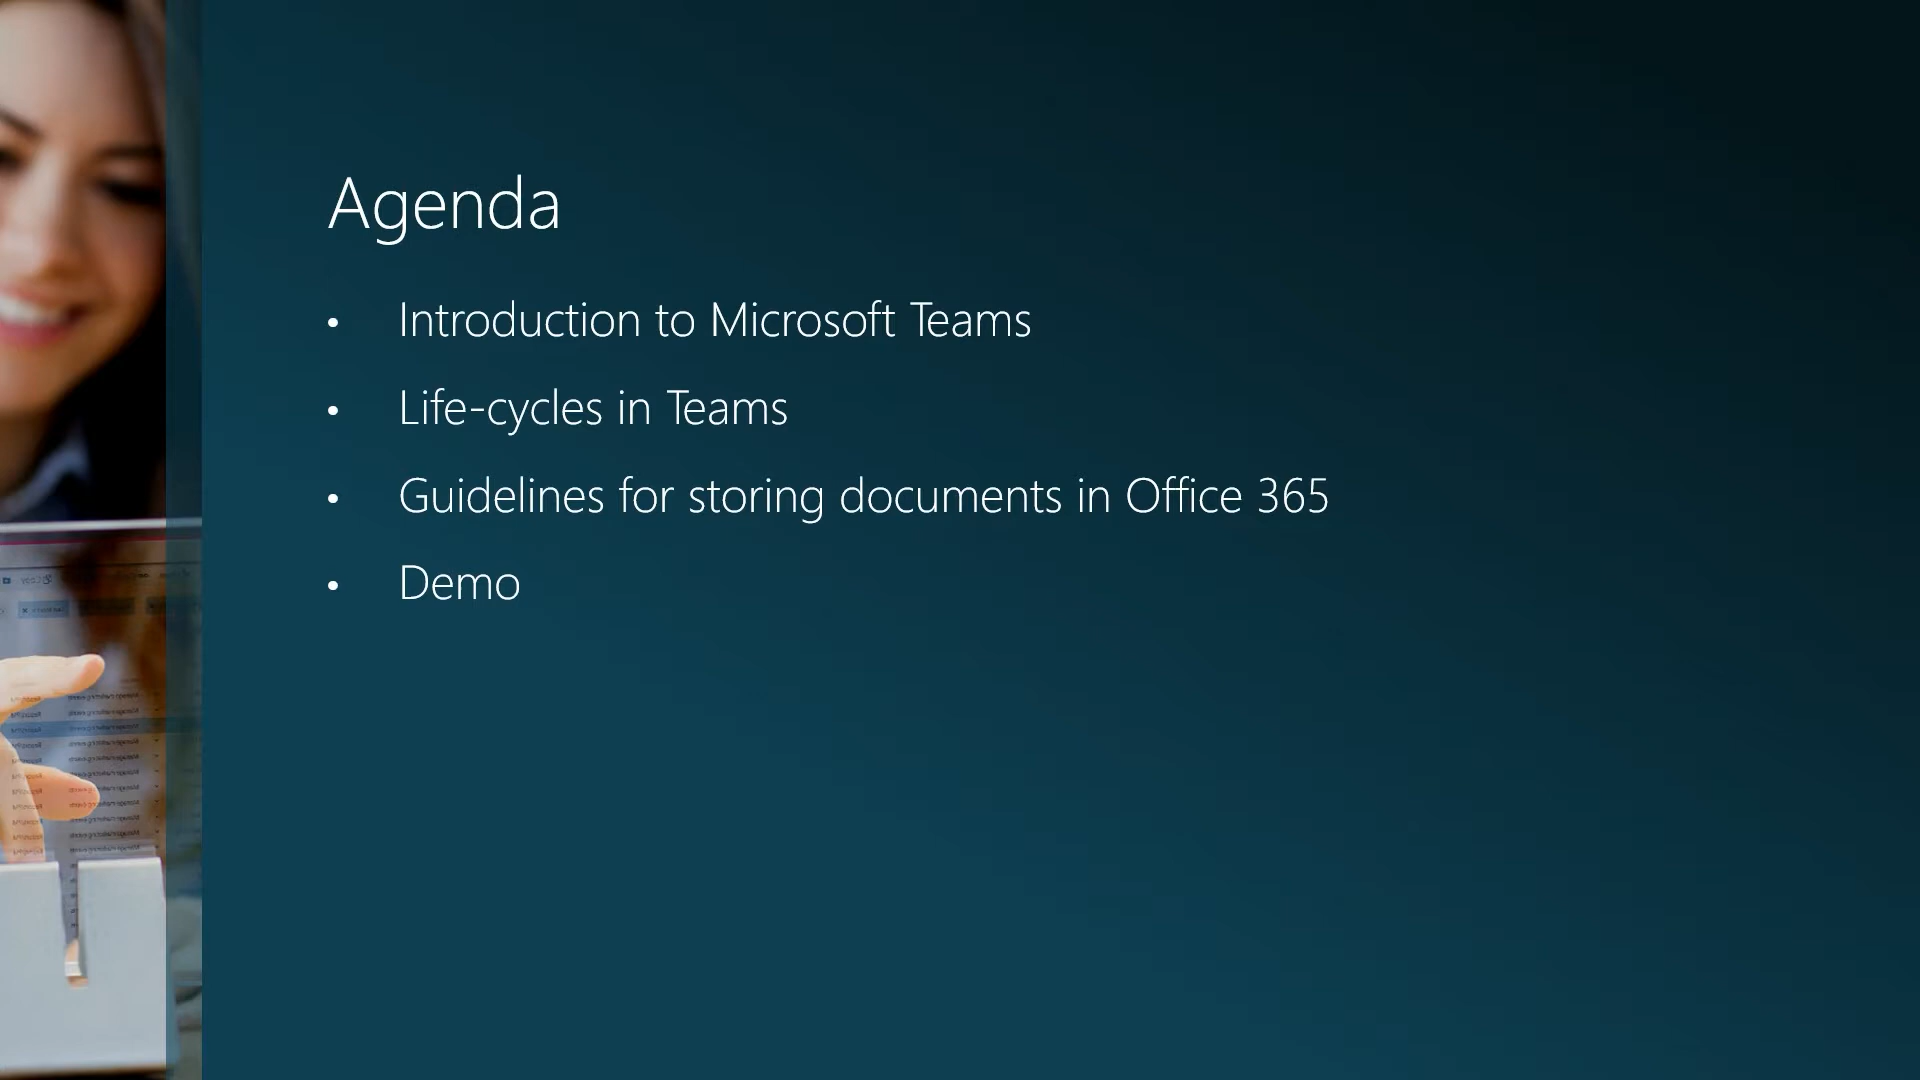 Agenda
• Introduction to Microsoft Teams
• Life-cycles in Teams
• Guidelines for storing documents in Office 365
• Demo